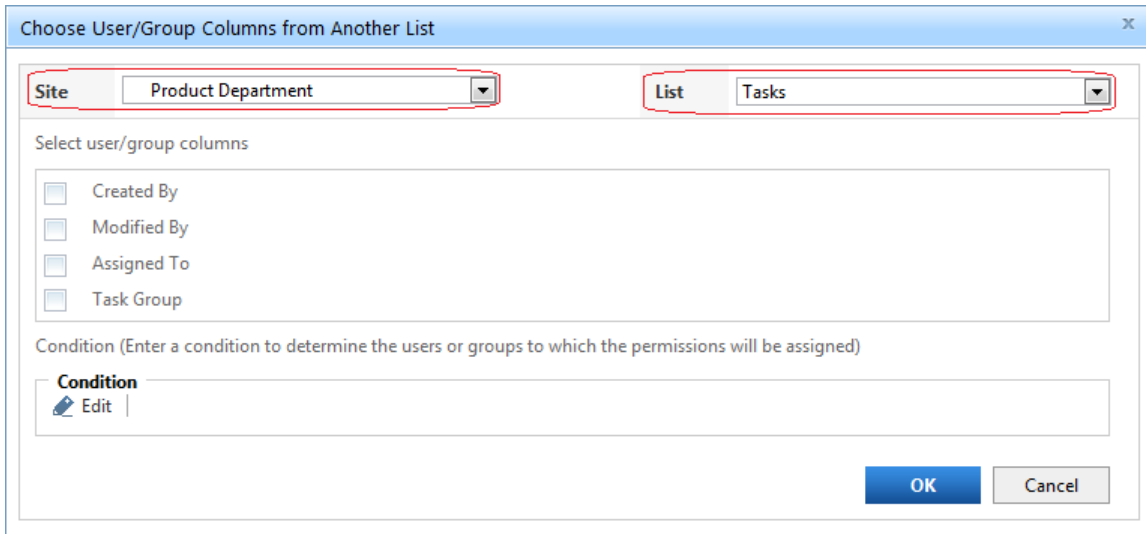 Choose User/Group Columns from Another List
x
Site Product Department List Tasks
Select user/group columns
Created By
Modified By
Assigned To
Task Group
Condition (Enter a condition to determine the users or groups to which the permissions will be assigned)
Condition
Edit
OK Cancel